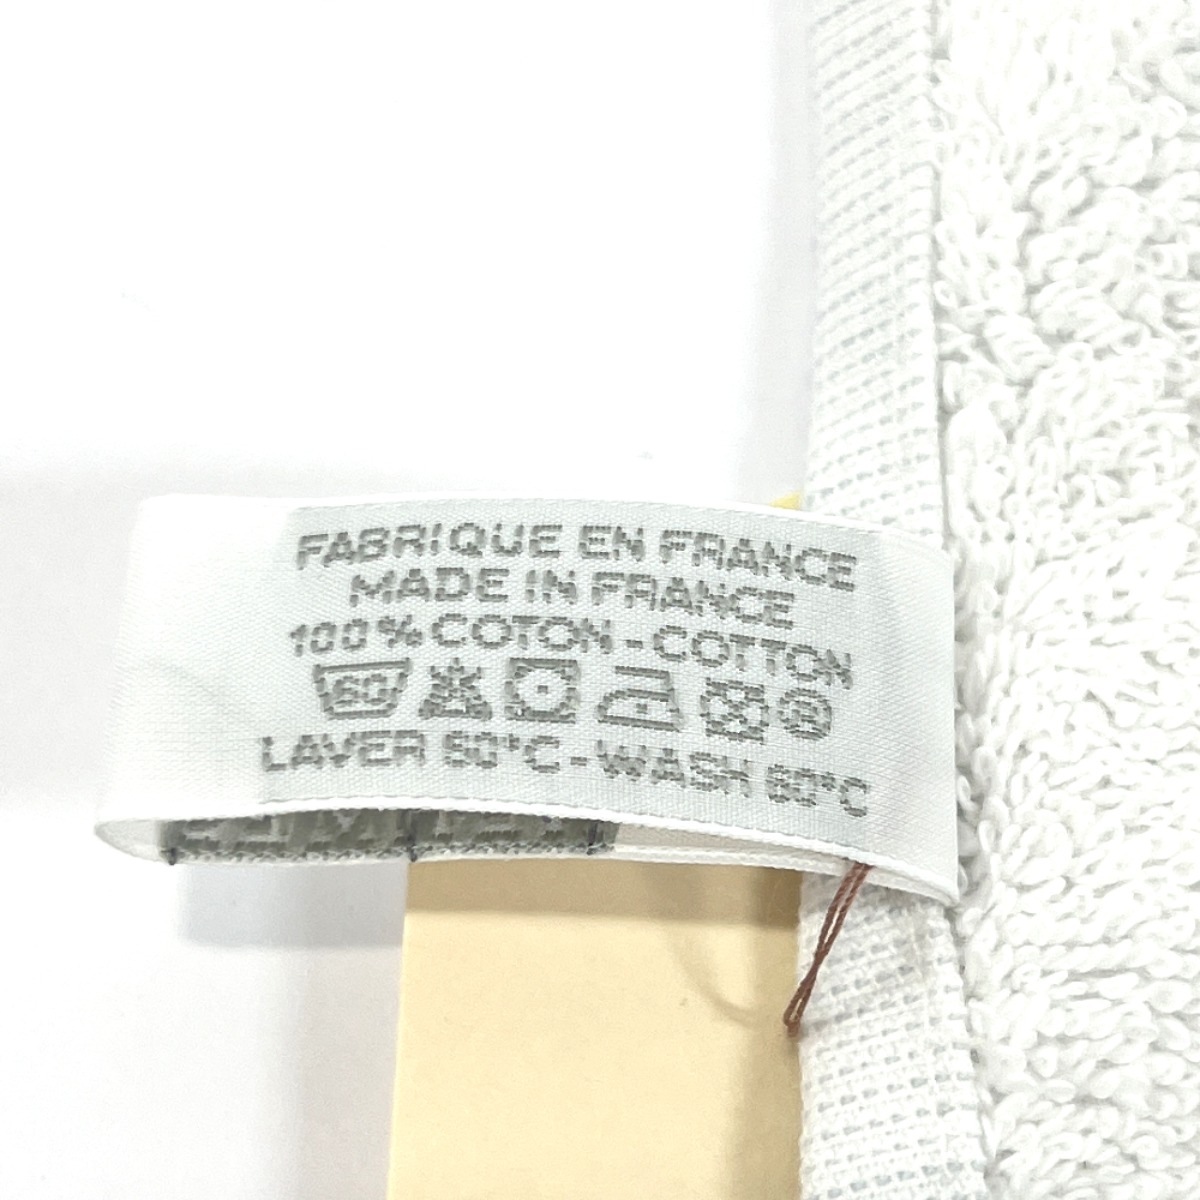 FABRIQUE EN FRANCE
MADE IN FRANCE
100% COTON - COTTON
60
LAVER 60°C - WASH 60°C